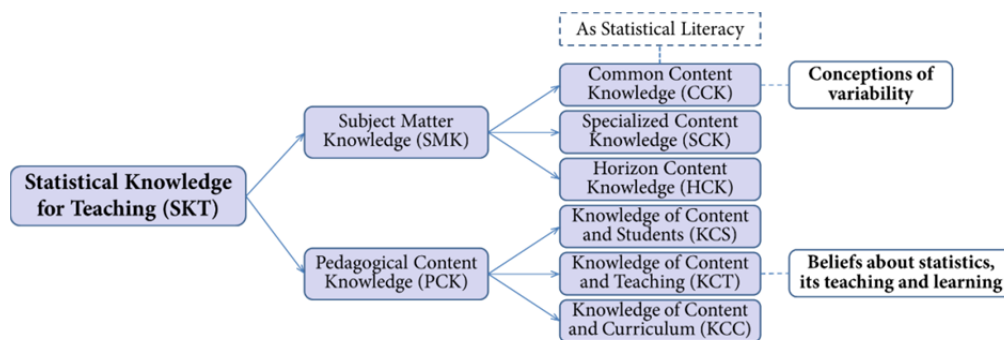 As Statistical Literacy
Common Content
Knowledge (CCK)
Conceptions of
variability
Subject Matter
Knowledge (SMK)
Specialized Content
Knowledge (SCK)
Horizon Content
Knowledge (HCK)
Statistical Knowledge
for Teaching (SKT)
Knowledge of Content
and Students (KCS)
Pedagogical Content
Knowledge (PCK)
Knowledge of Content
and Teaching (KCT)
Beliefs about statistics,
its teaching and learning
Knowledge of Content
and Curriculum (KCC)